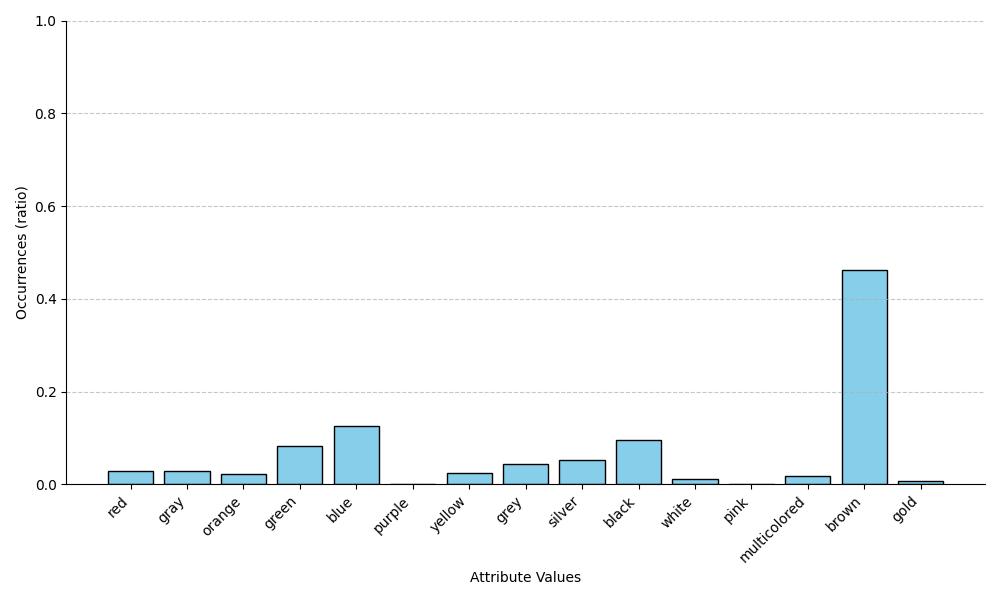 1.0
0.8
0.6
0.4
0.2
0.0
Occurrences (ratio)
red
gray
orange
green
blue
purple
yellow
grey
silver
black
white
pink
multicolored
brown
gold
Attribute Values